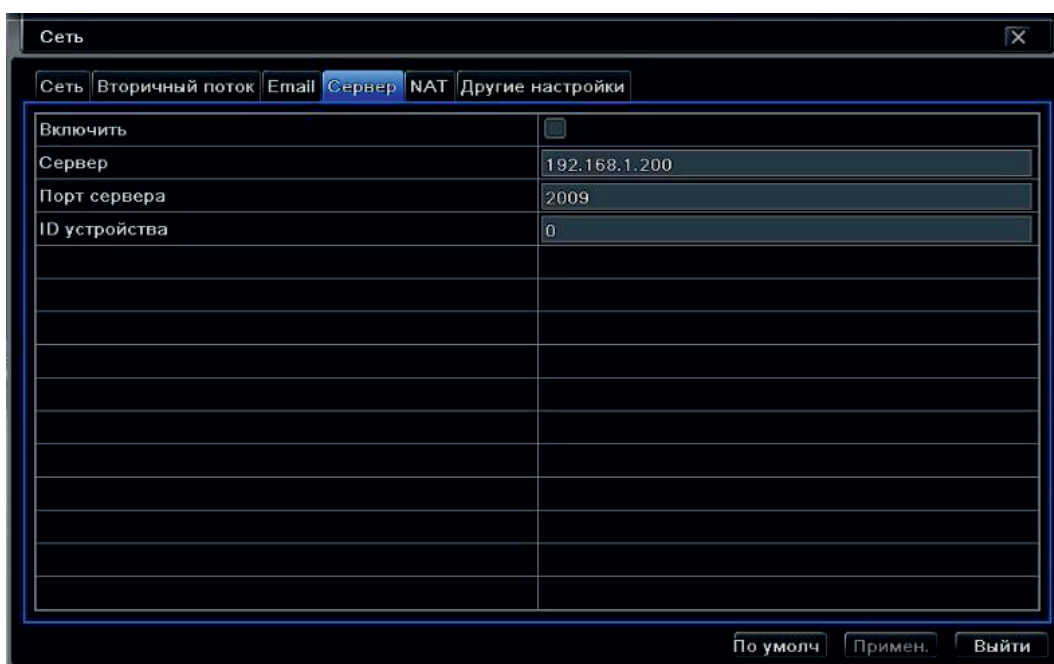 Сеть
Сеть Вторичный поток Email Сервер NAT Другие настройки
Включить
Сервер 192.168.1.200
Порт сервера 2009
ID устройства 0
По умолч Примен. Выйти